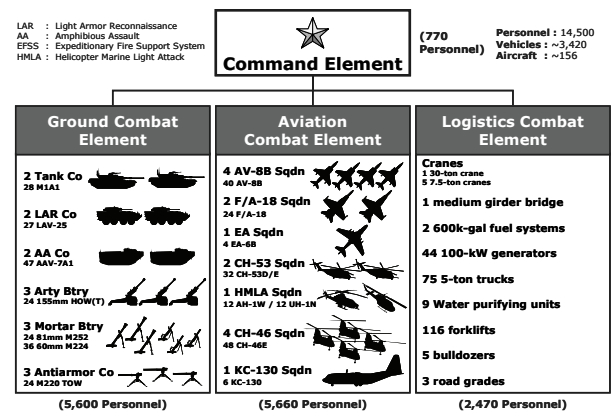 LAR : Light Armor Reconnaissance
AA : Amphibious Assault
EFSS : Expeditionary Fire Support System
HMLA : Helicopter Marine Light Attack
Command Element
(770
Personnel)
Personnel : 14,500
Vehicles : ~3,420
Aircraft : ~156
Ground Combat
Element
2 Tank Co
28 M1A1
2 LAR Co
27 LAV-25
2 AA Co
47 AAV-7A1
3 Arty Btry
24 155mm HOW(T)
3 Mortar Btry
24 81mm M252
36 60mm M224
3 Antiarmor Co
24 M220 TOW
(5,600 Personnel)
Aviation
Combat Element
4 AV-8B Sqdn
40 AV-8B
2 F/A-18 Sqdn
24 F/A-18
1 EA Sqdn
4 EA-6B
2 CH-53 Sqdn
32 CH-53D/E
1 HMLA Sqdn
12 AH-1W / 12 UH-1N
4 CH-46 Sqdn
48 CH-46E
1 KC-130 Sqdn
6 KC-130
(5,660 Personnel)
Logistics Combat
Element
Cranes
1 30-ton crane
5 7.5-ton cranes
1 medium girder bridge
2 600k-gal fuel systems
44 100-kW generators
75 5-ton trucks
9 Water purifying units
116 forklifts
5 bulldozers
3 road grades
(2,470 Personnel)